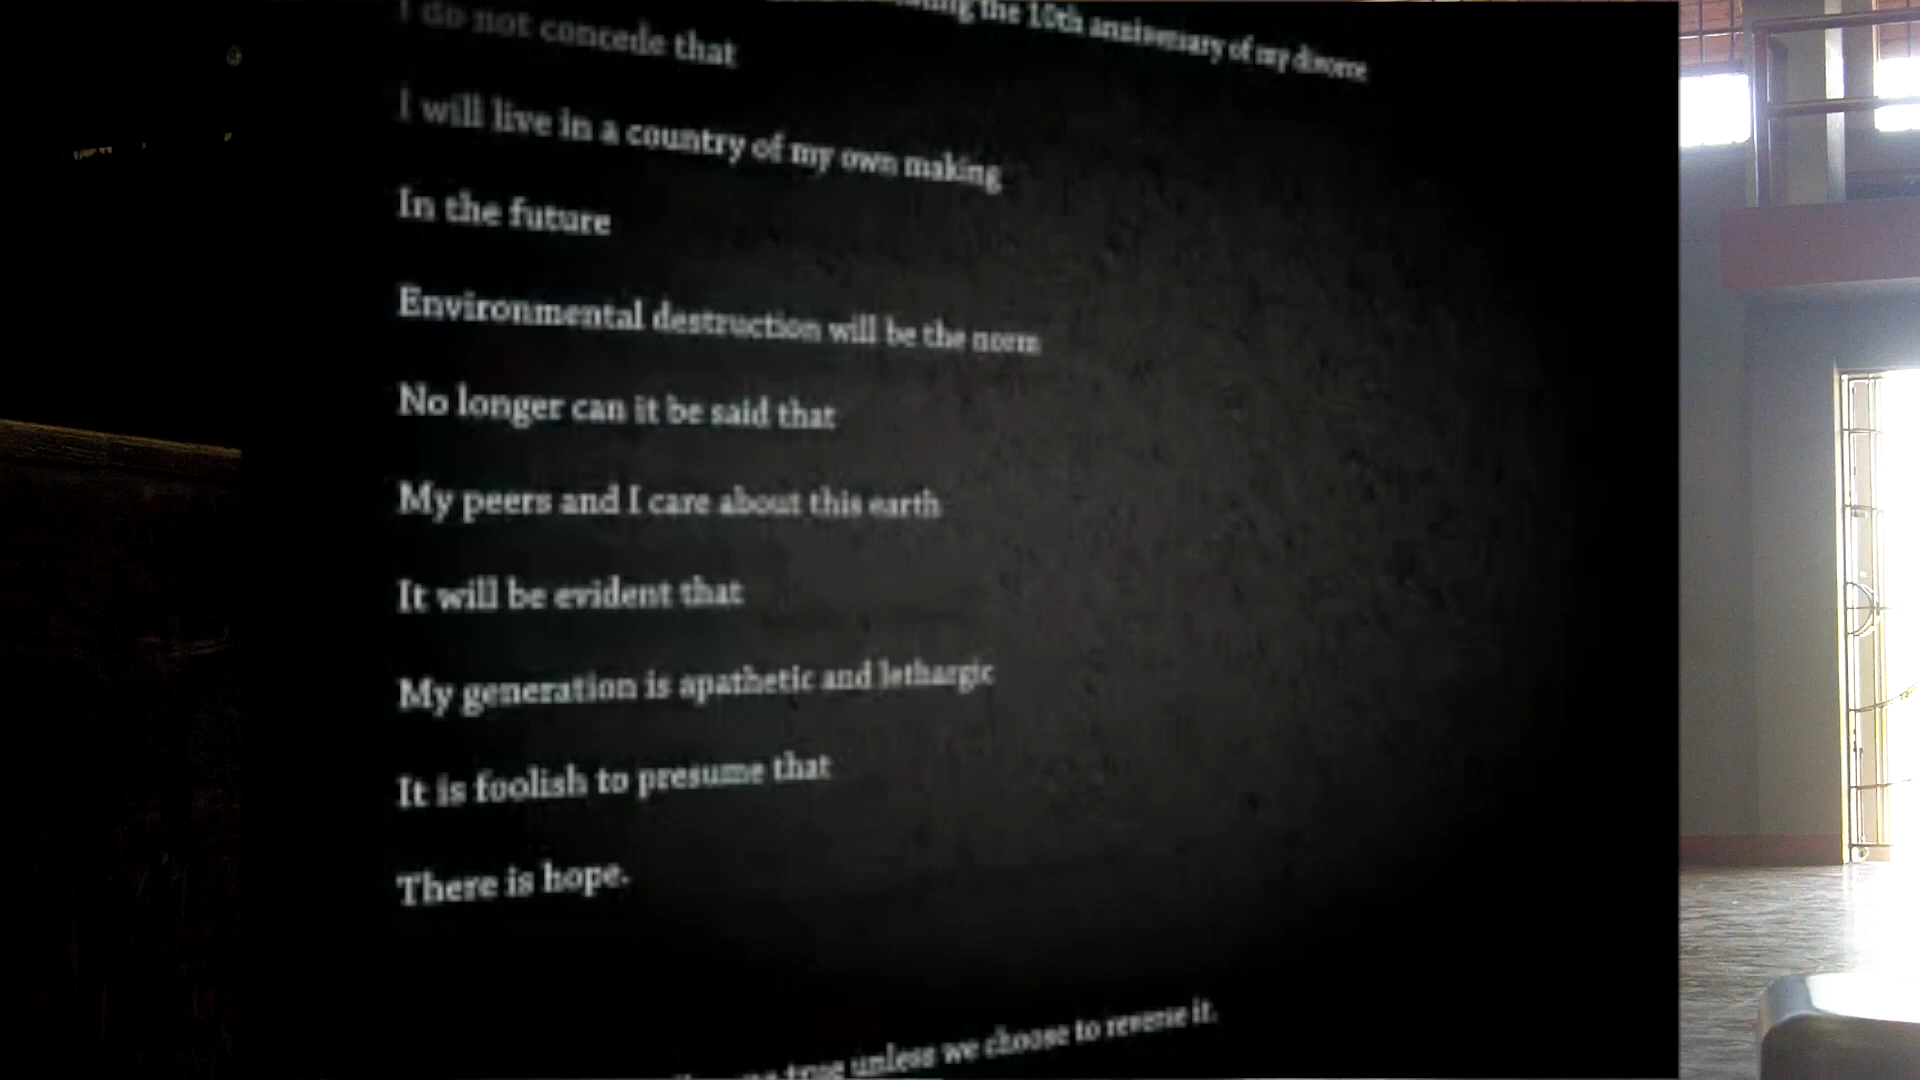 the 10th anniversary of my divorce
I do not concede that
I will live in a country of my own making
In the future
Environmental destruction will be the norm
No longer can it be said that
My peers and I care about this earth
It will be evident that
My generation is apathetic and lethargic
It is foolish to presume that
There is hope.
true unless we choose to reverse it.